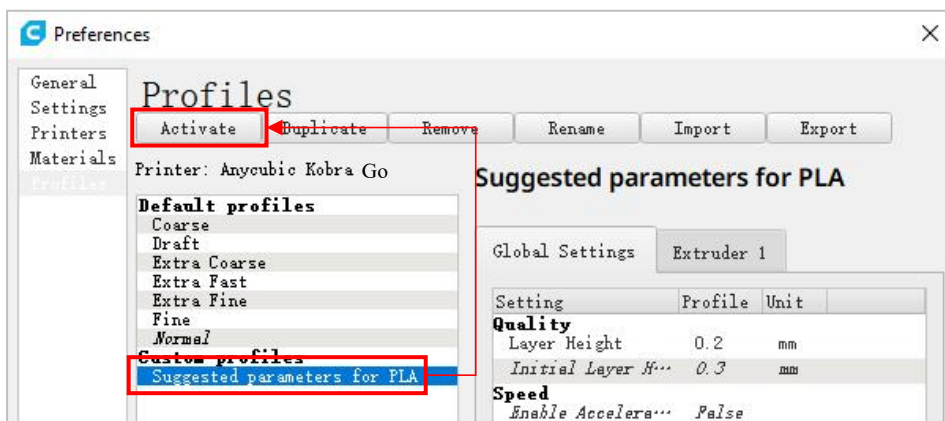 Preferences
General
Settings
Printers
Materials
Profiles
Profiles
Activate Duplicate Remove Rename Import Export
Printer: Anycubic Kobra Go
Default profiles
Coarse
Draft
Extra Coarse
Extra Fast
Extra Fine
Fine
Normal
Custom profiles
Suggested parameters for PLA
Suggested parameters for PLA
Global Settings Extruder 1
Setting Profile Unit
Quality
Layer Height 0.2 mm
Initial Layer H··· 0.3 mm
Speed
Enable Accelera··· False